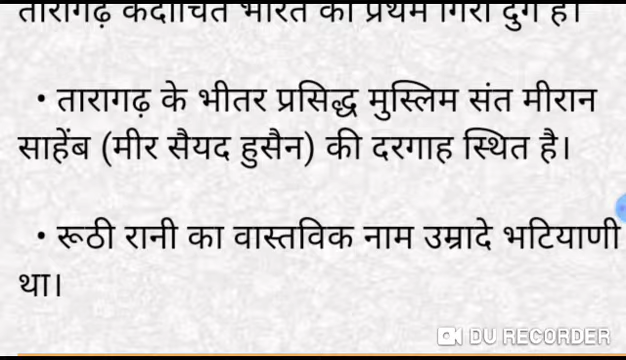 तारागढ़ कदाचित भारत का प्रथम गिरी दुर्ग है।
• तारागढ़ के भीतर प्रसिद्ध मुस्लिम संत मीरान
साहेंब (मीर सैयद हुसैन) की दरगाह स्थित है।
• रूठी रानी का वास्तविक नाम उम्रादे भटियाणी
था।
DU RECORDER